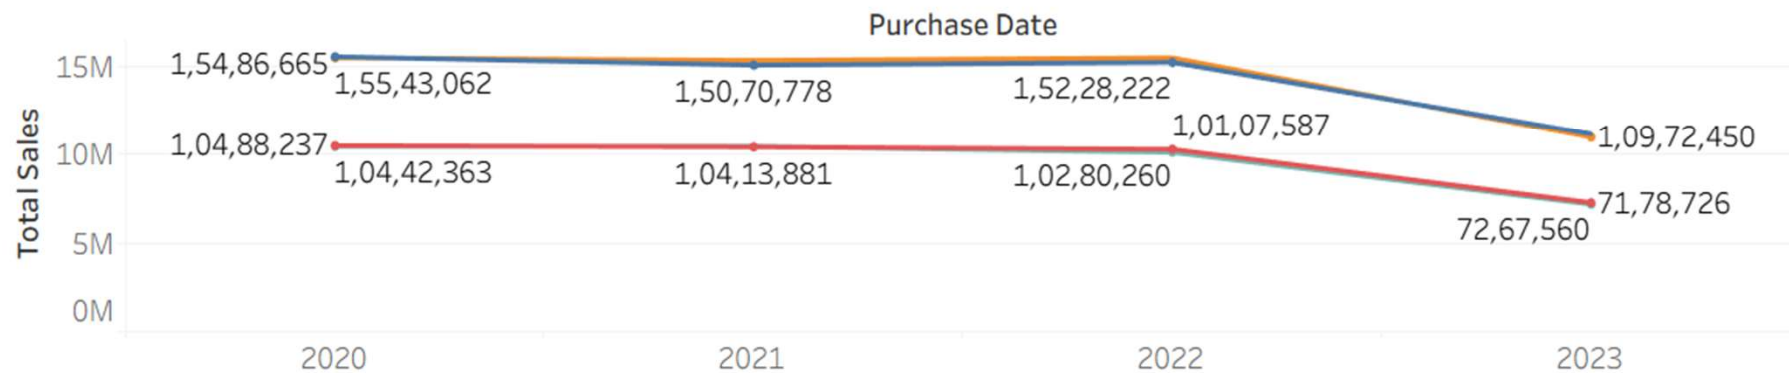 Purchase Date
Total Sales
15M
10M
5M
0M
1,54,86,665
1,55,43,062
1,50,70,778
1,52,28,222
1,01,07,587
1,09,72,450
1,04,88,237
1,04,42,363
1,04,13,881
1,02,80,260
71,78,726
72,67,560
2020
2021
2022
2023